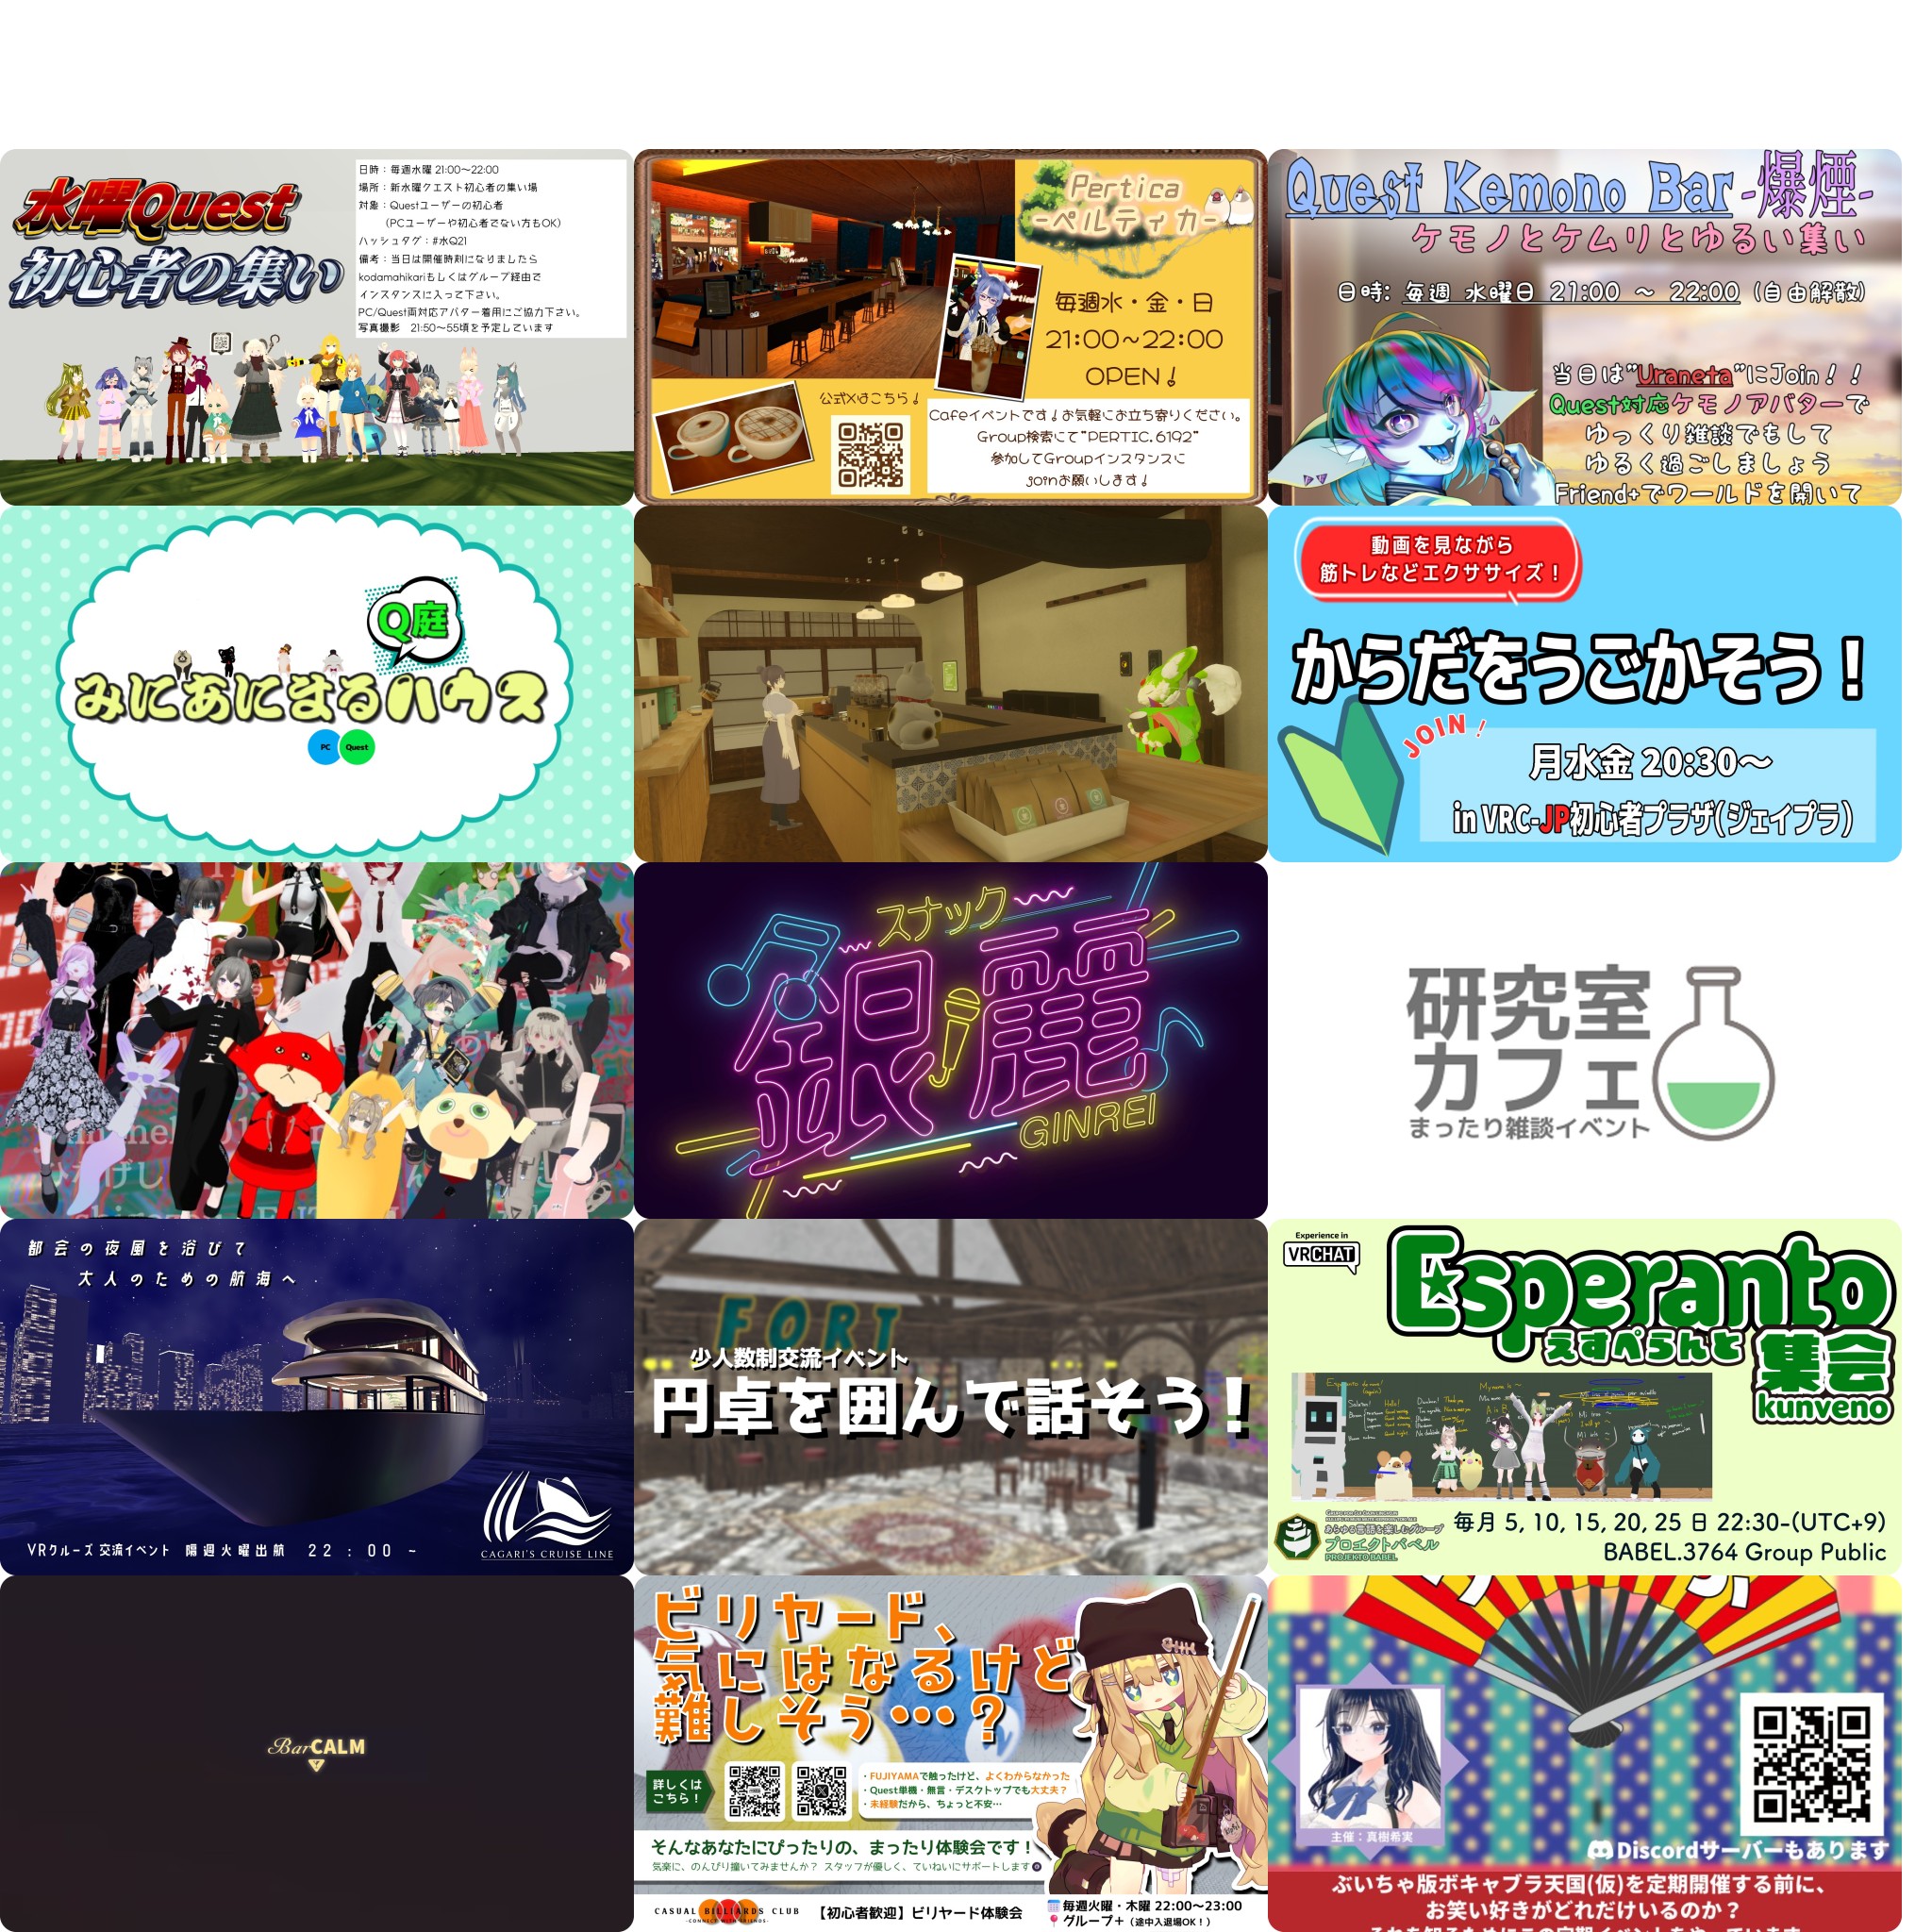 水曜Quest
初心者の集い
日時：毎週水曜 21:00～22:00
場所：新水曜クエスト初心者の集い場
対象：Questユーザーの初心者
(PCユーザーや初心者でない方もOK)
ハッシュタグ：#水Q21
備考：当日は開催時刻になりましたら
kodamahikariもしくはグループ経由で
インスタンスに入って下さい。
PC/Quest両対応アバター着用にご協力下さい。
写真撮影 21:50～55頃を予定しています
Pertica
-ペルティカ-
毎週水・金・日
21:00~22:00
OPEN！
公式Xはこちら！
Cafeイベントです！お気軽にお立ち寄りください。
Group検索にて"PERTIC.6192"
参加してGroupインスタンスに
joinお願いします！
Quest Kemono Bar -爆煙-
ケモノとケムリとゆるい集い
日時: 毎週 水曜日 21:00 ～ 22:00 (自由解散)
当日は"Uraneta"にJoin！！
Quest対応ケモノアバターで
ゆっくり雑談でもして
ゆるく過ごしましょう
Friend+でワールドを開いて
Q庭
みにあにまるハウス
PC Quest
動画を見ながら
筋トレなどエクササイズ！
からだをうごかそう！
JOIN！
月水金 20:30～
in VRC-JP初心者プラザ(ジェイプラ)
スナック
銀麗
GINREI
研究室
カフェ
まったり雑談イベント
都会の夜風を浴びて
大人のための航海へ
VRクルーズ交流イベント 隔週火曜出航 22：00 ~
CAGARI'S CRUISE LINE
FORT
少人数制交流イベント
円卓を囲んで話そう！
Experience in
VRCHAT
Esperanto
えすぺらんと 集会
kunveno
あらゆる言語を楽しむグループ
プロエクトバベル
PROJEKTO BABEL
毎月 5, 10, 15, 20, 25 日 22:30-(UTC+9)
BABEL.3764 Group Public
Bar CALM
ビリヤード、
気にはなるけど
難しそう…？
詳しくは
こちら！
・FUJIYAMAで触ったけど、よくわからなかった
・Quest単機・無言・デスクトップでも大丈夫？
・未経験だから、ちょっと不安…
そんなあなたにぴったりの、まったり体験会です！
気楽に、のんびり撞いてみませんか？ スタッフが優しく、ていねいにサポートします
CASUAL BILLIARDS CLUB
-CONNECT WITH FRIENDS-
【初心者歓迎】ビリヤード体験会
毎週火曜・木曜 22:00～23:00
グループ＋（途中入退場OK！）
主催：真樹希実
Discordサーバーもあります
ぶいちゃ版ボキャブラ天国(仮)を定期開催する前に、
お笑い好きがどれだけいるのか？